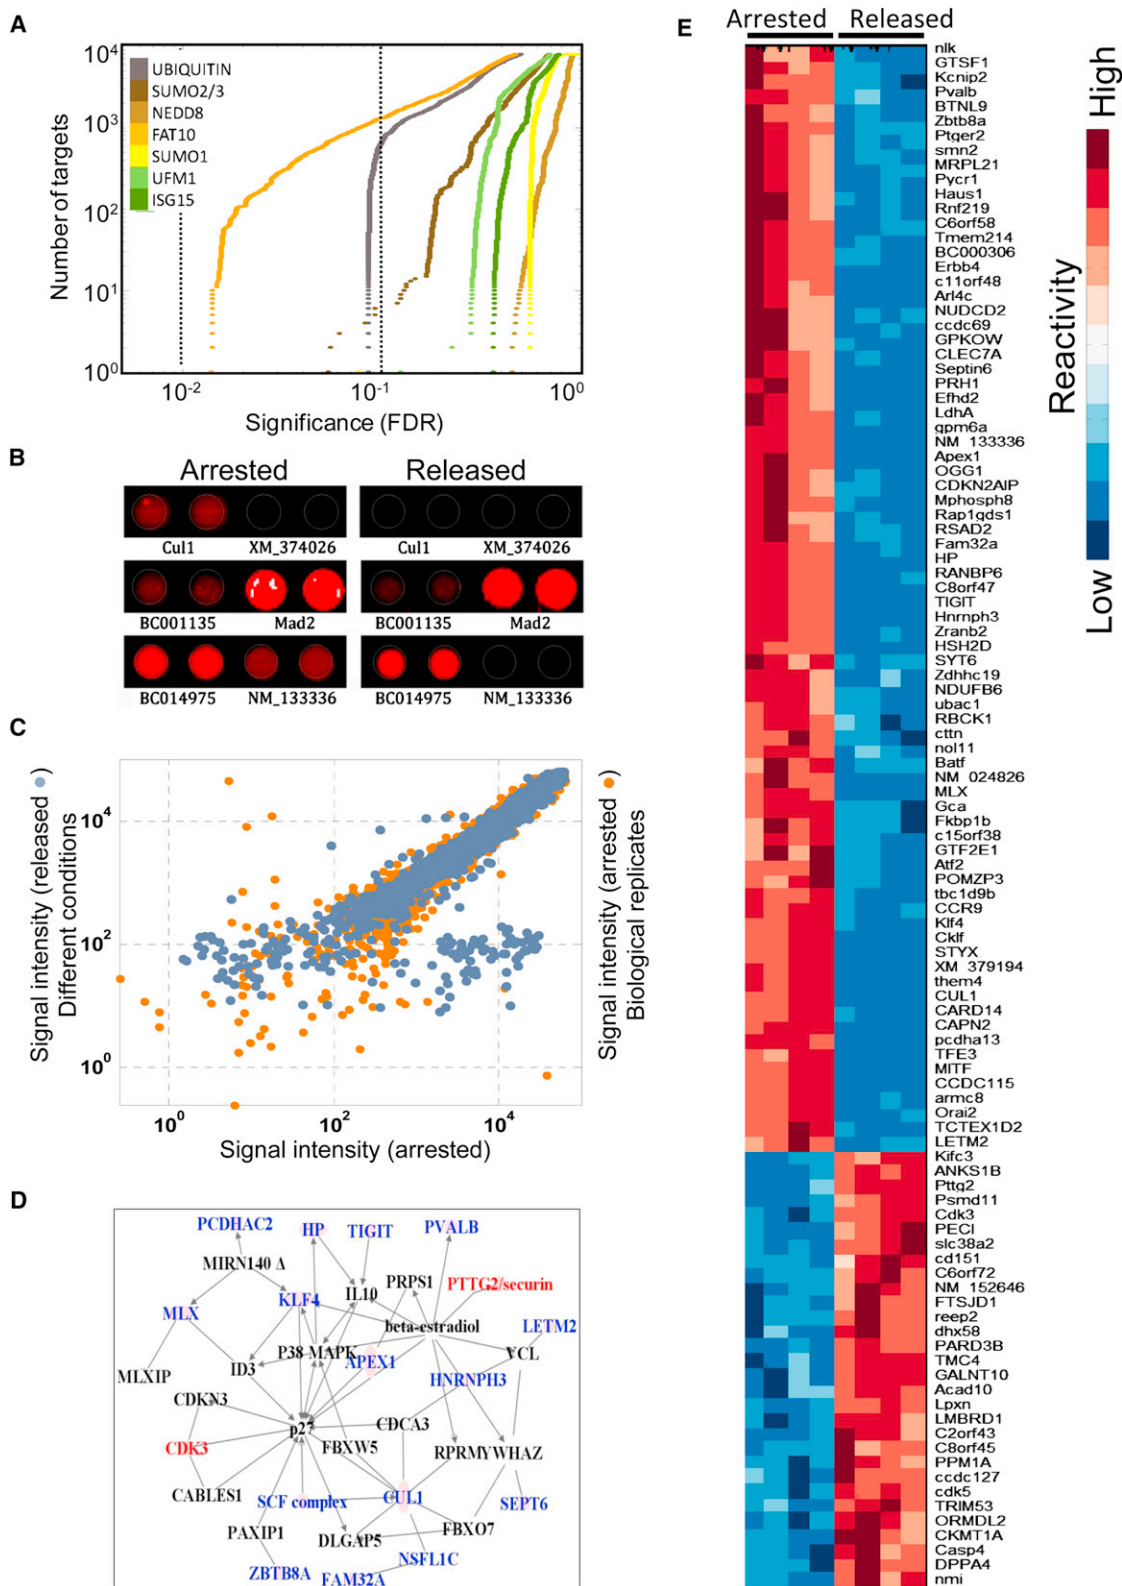 A
10⁴
10³
10²
10¹
10⁰
Number of targets
UBIQUITIN
SUMO2/3
NEDD8
FAT10
SUMO1
UFM1
ISG15
10⁻²
10⁻¹
10⁰
Significance (FDR)
B
Arrested
Released
Cul1 XM_374026
Cul1 XM_374026
BC001135 Mad2
BC001135 Mad2
BC014975 NM_133336
BC014975 NM_133336
C
Signal intensity (released )
Different conditions
10⁴
10²
10⁰
10⁰
10²
10⁴
Signal intensity (arrested)
Signal intensity (arrested )
Biological replicates
D
PCDHAC2
HP
TIGIT
PVALB
MIRN140 Δ
PRPS1
PTTG2/securin
KLF4
IL10
MLX
beta-estradiol
LETM2
P38 MAPK
VCL
ID3
APEX1
MLXIP
HNRNPH3
CDKN3
p27
CDCA3
CDK3
FBXW5
RPRM
YWHAZ
CABLES1
SCF complex
CUL1
SEPT6
PAXIP1
DLGAP5
FBXO7
NSFL1C
ZBTB8A
FAM32A
E
Arrested
Released
nlk
GTSF1
Kcnip2
Pvalb
BTNL9
Zbtb8a
Ptger2
smn2
MRPL21
Pycr1
Haus1
Rnf219
C6orf58
Tmem214
BC000306
Erbb4
c11orf48
Arl4c
NUDCD2
ccdc69
GPKOW
CLEC7A
Septin6
PRH1
Efhd2
LdhA
gpm6a
NM_133336
Apex1
OGG1
CDKN2AIP
Mphosph8
Rap1gds1
RSAD2
Fam32a
HP
RANBP6
C8orf47
TIGIT
Hnrnph3
Zranb2
HSH2D
SYT6
Zdhhc19
NDUFB6
ubac1
RBCK1
cttn
nol11
Batf
NM_024826
MLX
Gca
Fkbp1b
c15orf38
GTF2E1
Atf2
POMZP3
tbc1d9b
CCR9
Klf4
Cklf
STYX
XM_379194
them4
CUL1
CARD14
CAPN2
pcdha13
TFE3
MITF
CCDC115
armc8
Orai2
TCTEX1D2
LETM2
Kifc3
ANKS1B
Pttg2
Psmd11
Cdk3
PECI
slc38a2
cd151
C6orf72
NM_152646
FTSJD1
reep2
dhx58
PARD3B
TMC4
GALNT10
Acad10
Lpxn
LMBRD1
C2orf43
C8orf45
PPM1A
ccdc127
cdk5
TRIM53
ORMDL2
CKMT1A
Casp4
DPPA4
nmi
High
Reactivity
Low